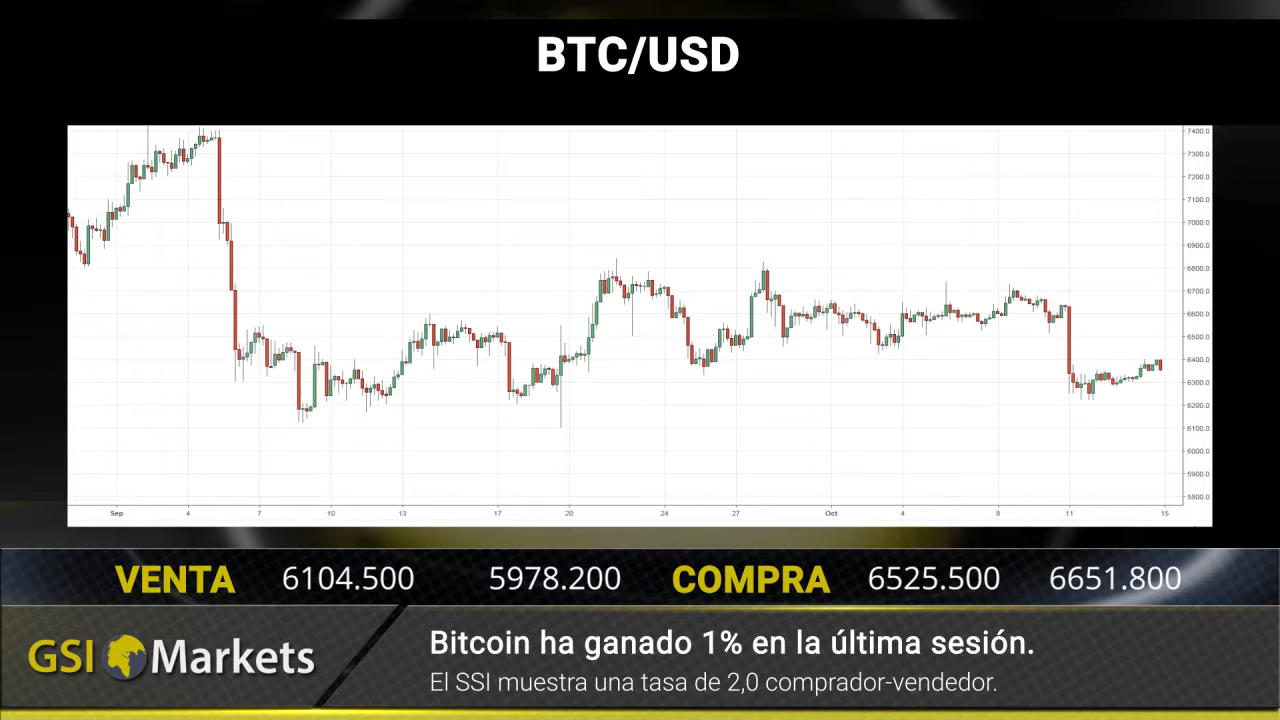 BTC/USD
7400.0
7300.0
7200.0
7100.0
7000.0
6900.0
6800.0
6700.0
6600.0
6500.0
6400.0
6300.0
6200.0
6100.0
6000.0
5900.0
5800.0
Sep 4 7 10 13 17 20 24 27 Oct 4 8 11 15
VENTA 6104.500 5978.200 COMPRA 6525.500 6651.800
GSI Markets
Bitcoin ha ganado 1% en la última sesión.
El SSI muestra una tasa de 2,0 comprador-vendedor.